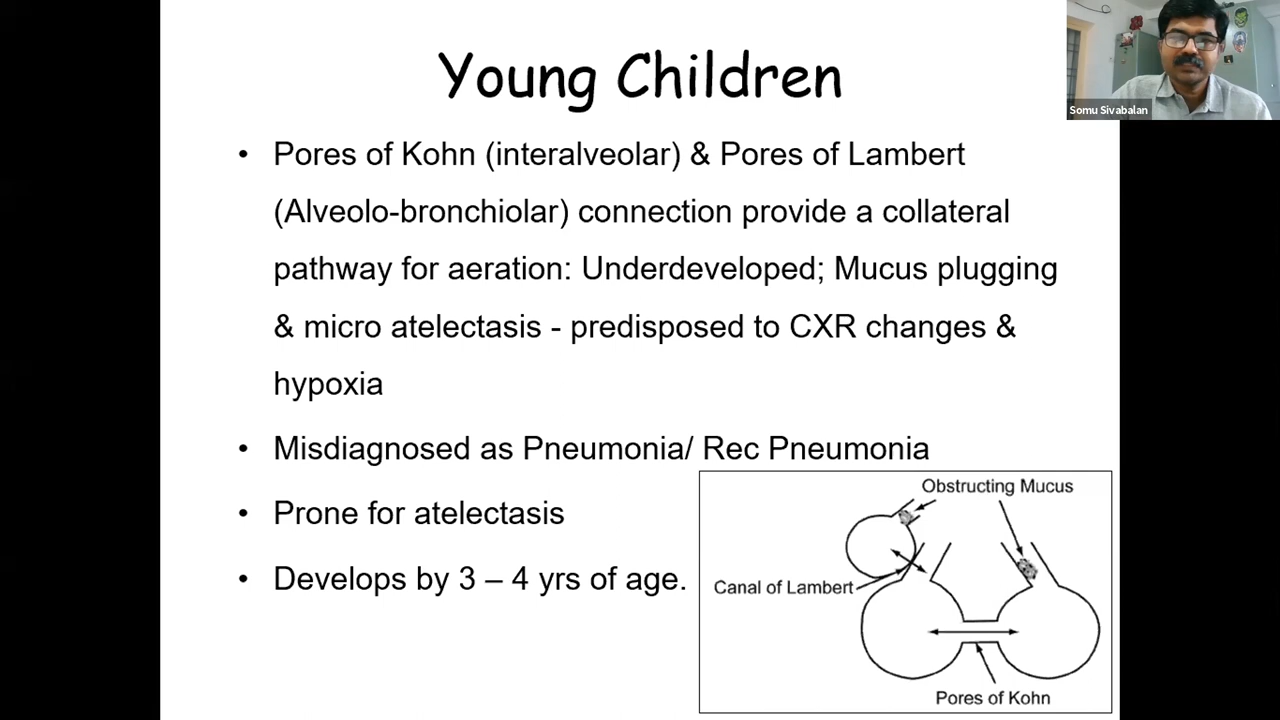 Young Children
• Pores of Kohn (interalveolar) & Pores of Lambert
(Alveolo-bronchiolar) connection provide a collateral
pathway for aeration: Underdeveloped; Mucus plugging
& micro atelectasis - predisposed to CXR changes &
hypoxia
• Misdiagnosed as Pneumonia/ Rec Pneumonia
• Prone for atelectasis
• Develops by 3 – 4 yrs of age.
Obstructing Mucus
Canal of Lambert
Pores of Kohn
Somu Sivabalan